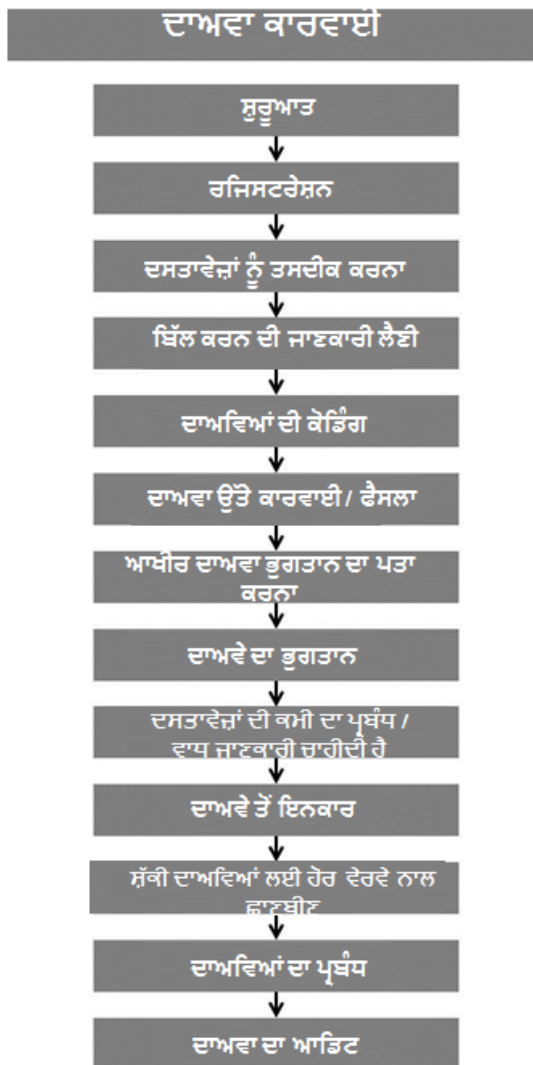 ਦਾਅਵਾ ਕਾਰਵਾਈ
ਸ਼ੁਰੂਆਤ
ਰਜਿਸਟਰੇਸ਼ਨ
ਦਸਤਾਵੇਜ਼ਾਂ ਨੂੰ ਤਸਦੀਕ ਕਰਨਾ
ਬਿੱਲ ਕਰਨ ਦੀ ਜਾਣਕਾਰੀ ਲੈਣੀ
ਦਾਅਵਿਆਂ ਦੀ ਕੋਡਿੰਗ
ਦਾਅਵਾ ਉੱਤੇ ਕਾਰਵਾਈ / ਫੈਸਲਾ
ਆਖੀਰ ਦਾਅਵਾ ਭੁਗਤਾਨ ਦਾ ਪਤਾ
ਕਰਨਾ
ਦਾਅਵੇ ਦਾ ਭੁਗਤਾਨ
ਦਸਤਾਵੇਜ਼ਾਂ ਦੀ ਕਮੀ ਦਾ ਪ੍ਰਬੰਧ /
ਵਾਧ ਜਾਣਕਾਰੀ ਚਾਹੀਦੀ ਹੈ
ਦਾਅਵੇ ਤੋਂ ਇਨਕਾਰ
ਸ਼ੱਕੀ ਦਾਅਵਿਆਂ ਲਈ ਹੋਰ ਵੇਰਵੇ ਨਾਲ
ਛਾਣਬੀਣ
ਦਾਅਵਿਆਂ ਦਾ ਪ੍ਰਬੰਧ
ਦਾਅਵਾ ਦਾ ਆਡਿਟ